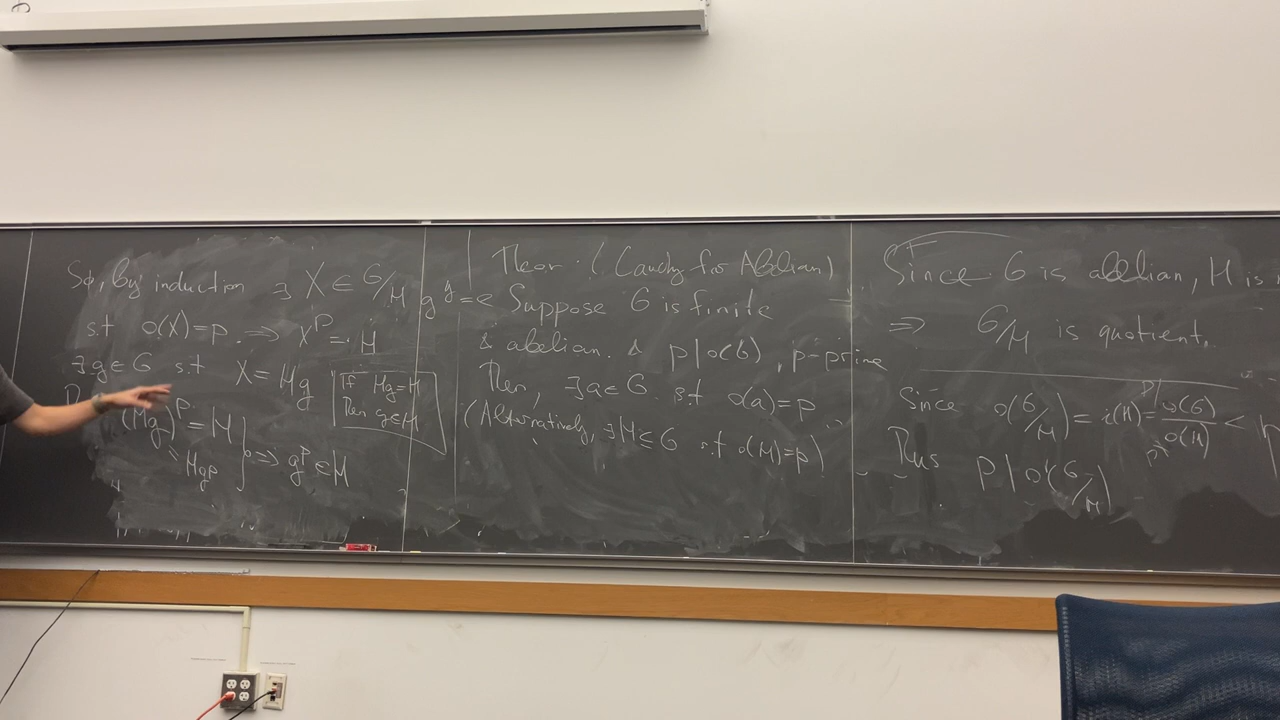 So, by induction ∃ X ∈ G/M
s.t o(X)=p. ⇒ X^p = M
∃ g∈G s.t X = Mg
If Mg=M
Then g∈M
(Mg)^p = M
Mg^p
⇒ g^p ∈ M
g^y=e
Theor. (Cauchy for Abelian)
Suppose G is finite
& abelian. & p|o(G), p-prime
Then, ∃a∈G. s.t o(a)=p
(Alternatively, ∃M≤G s.t o(M)=p)
Since G is abelian, M is
⇒ G/M is quotient.
Since o(G/M) = i(M) = o(G)/o(M) <
Thus p | o(G/M)